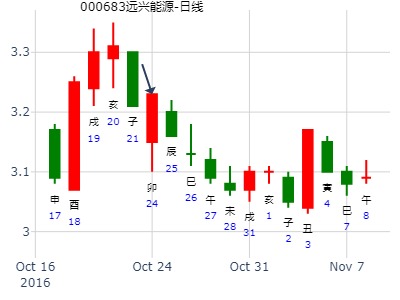 000683远兴能源-日线
3.3
3.2
3.1
3
申
17
酉
18
戌
19
亥
20
子
21
卯
24
辰
25
巳
26
午
27
未
28
戌
31
亥
1
子
2
丑
3
寅
4
巳
7
午
8
Oct 16
2016
Oct 24
Oct 31
Nov 7